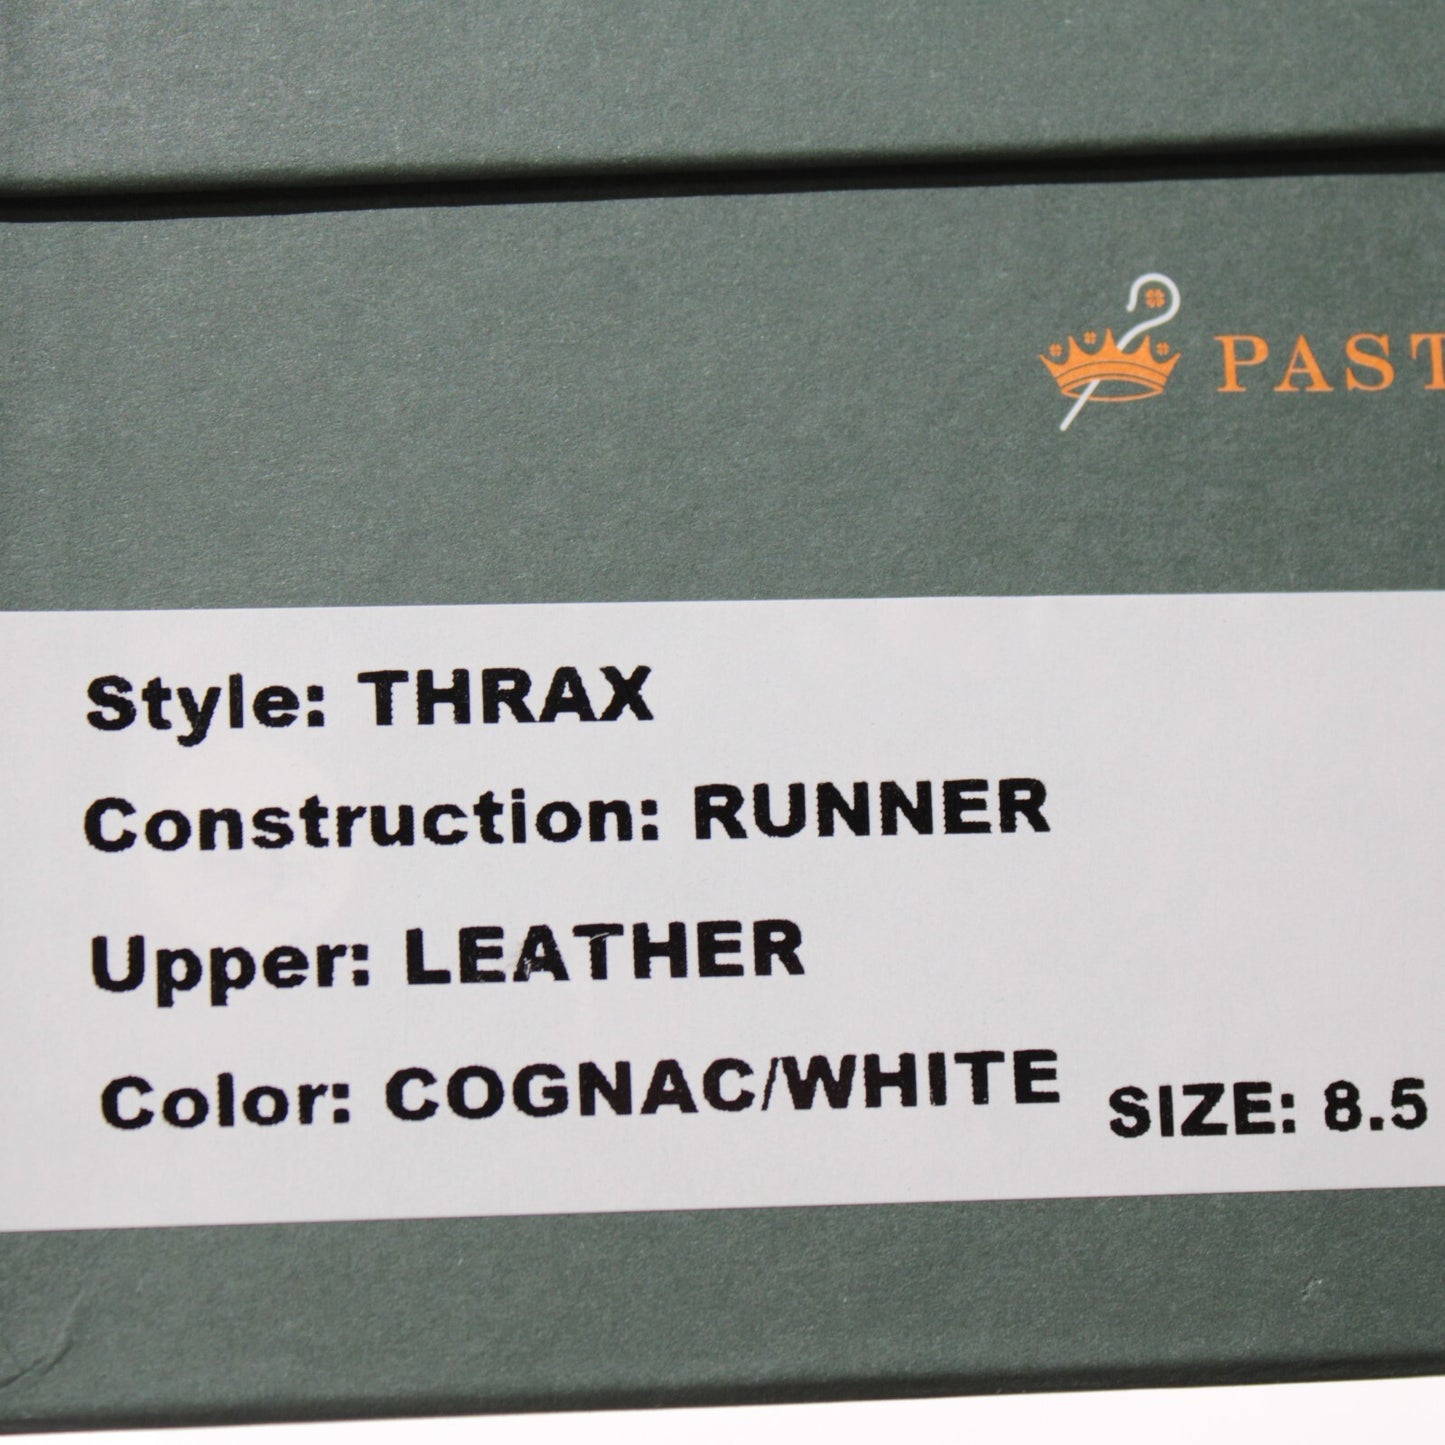 PAST
Style: THRAX
Construction: RUNNER
Upper: LEATHER
Color: COGNAC/WHITE
SIZE: 8.5